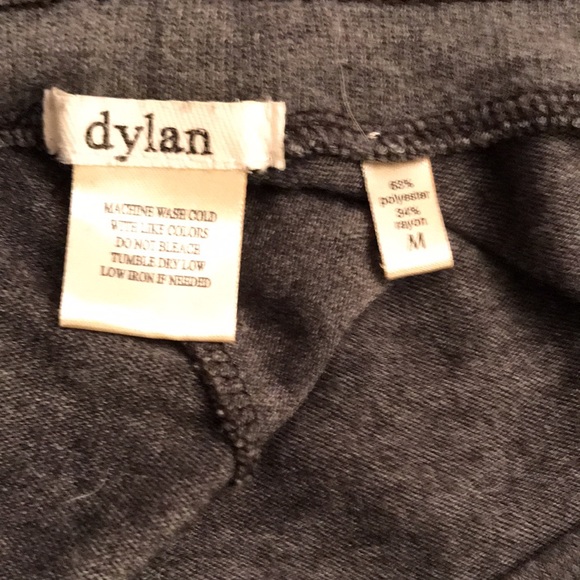 dylan
MACHINE WASH COLD
WITH LIKE COLORS
DO NOT BLEACH
TUMBLE DRY LOW
LOW IRON IF NEEDED
polyester
34%
rayon
M